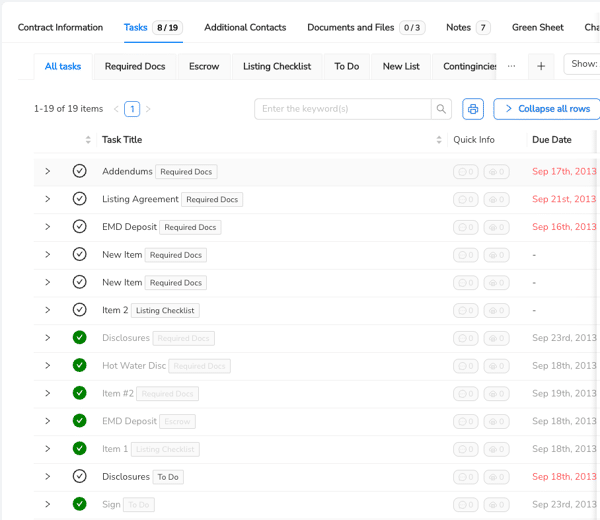 Contract Information Tasks 8 / 19 Additional Contacts Documents and Files 0 / 3 Notes 7 Green Sheet Cha
All tasks Required Docs Escrow Listing Checklist To Do New List Contingencies ··· + Show:
1-19 of 19 items < 1 > Enter the keyword(s) Collapse all rows
Task Title Quick Info Due Date
Addendums Required Docs 0 0 Sep 17th, 2013
Listing Agreement Required Docs 0 0 Sep 21st, 2013
EMD Deposit Required Docs 0 0 Sep 16th, 2013
New Item Required Docs 0 0 -
New Item Required Docs 0 0 -
Item 2 Listing Checklist 0 0 -
Disclosures Required Docs 0 0 Sep 23rd, 2013
Hot Water Disc Required Docs 0 0 Sep 18th, 2013
Item #2 Required Docs 0 0 Sep 19th, 2013
EMD Deposit Escrow 0 0 Sep 18th, 2013
Item 1 Listing Checklist 0 0 Sep 18th, 2013
Disclosures To Do 0 0 Sep 18th, 2013
Sign To Do 0 0 Sep 23rd, 2013